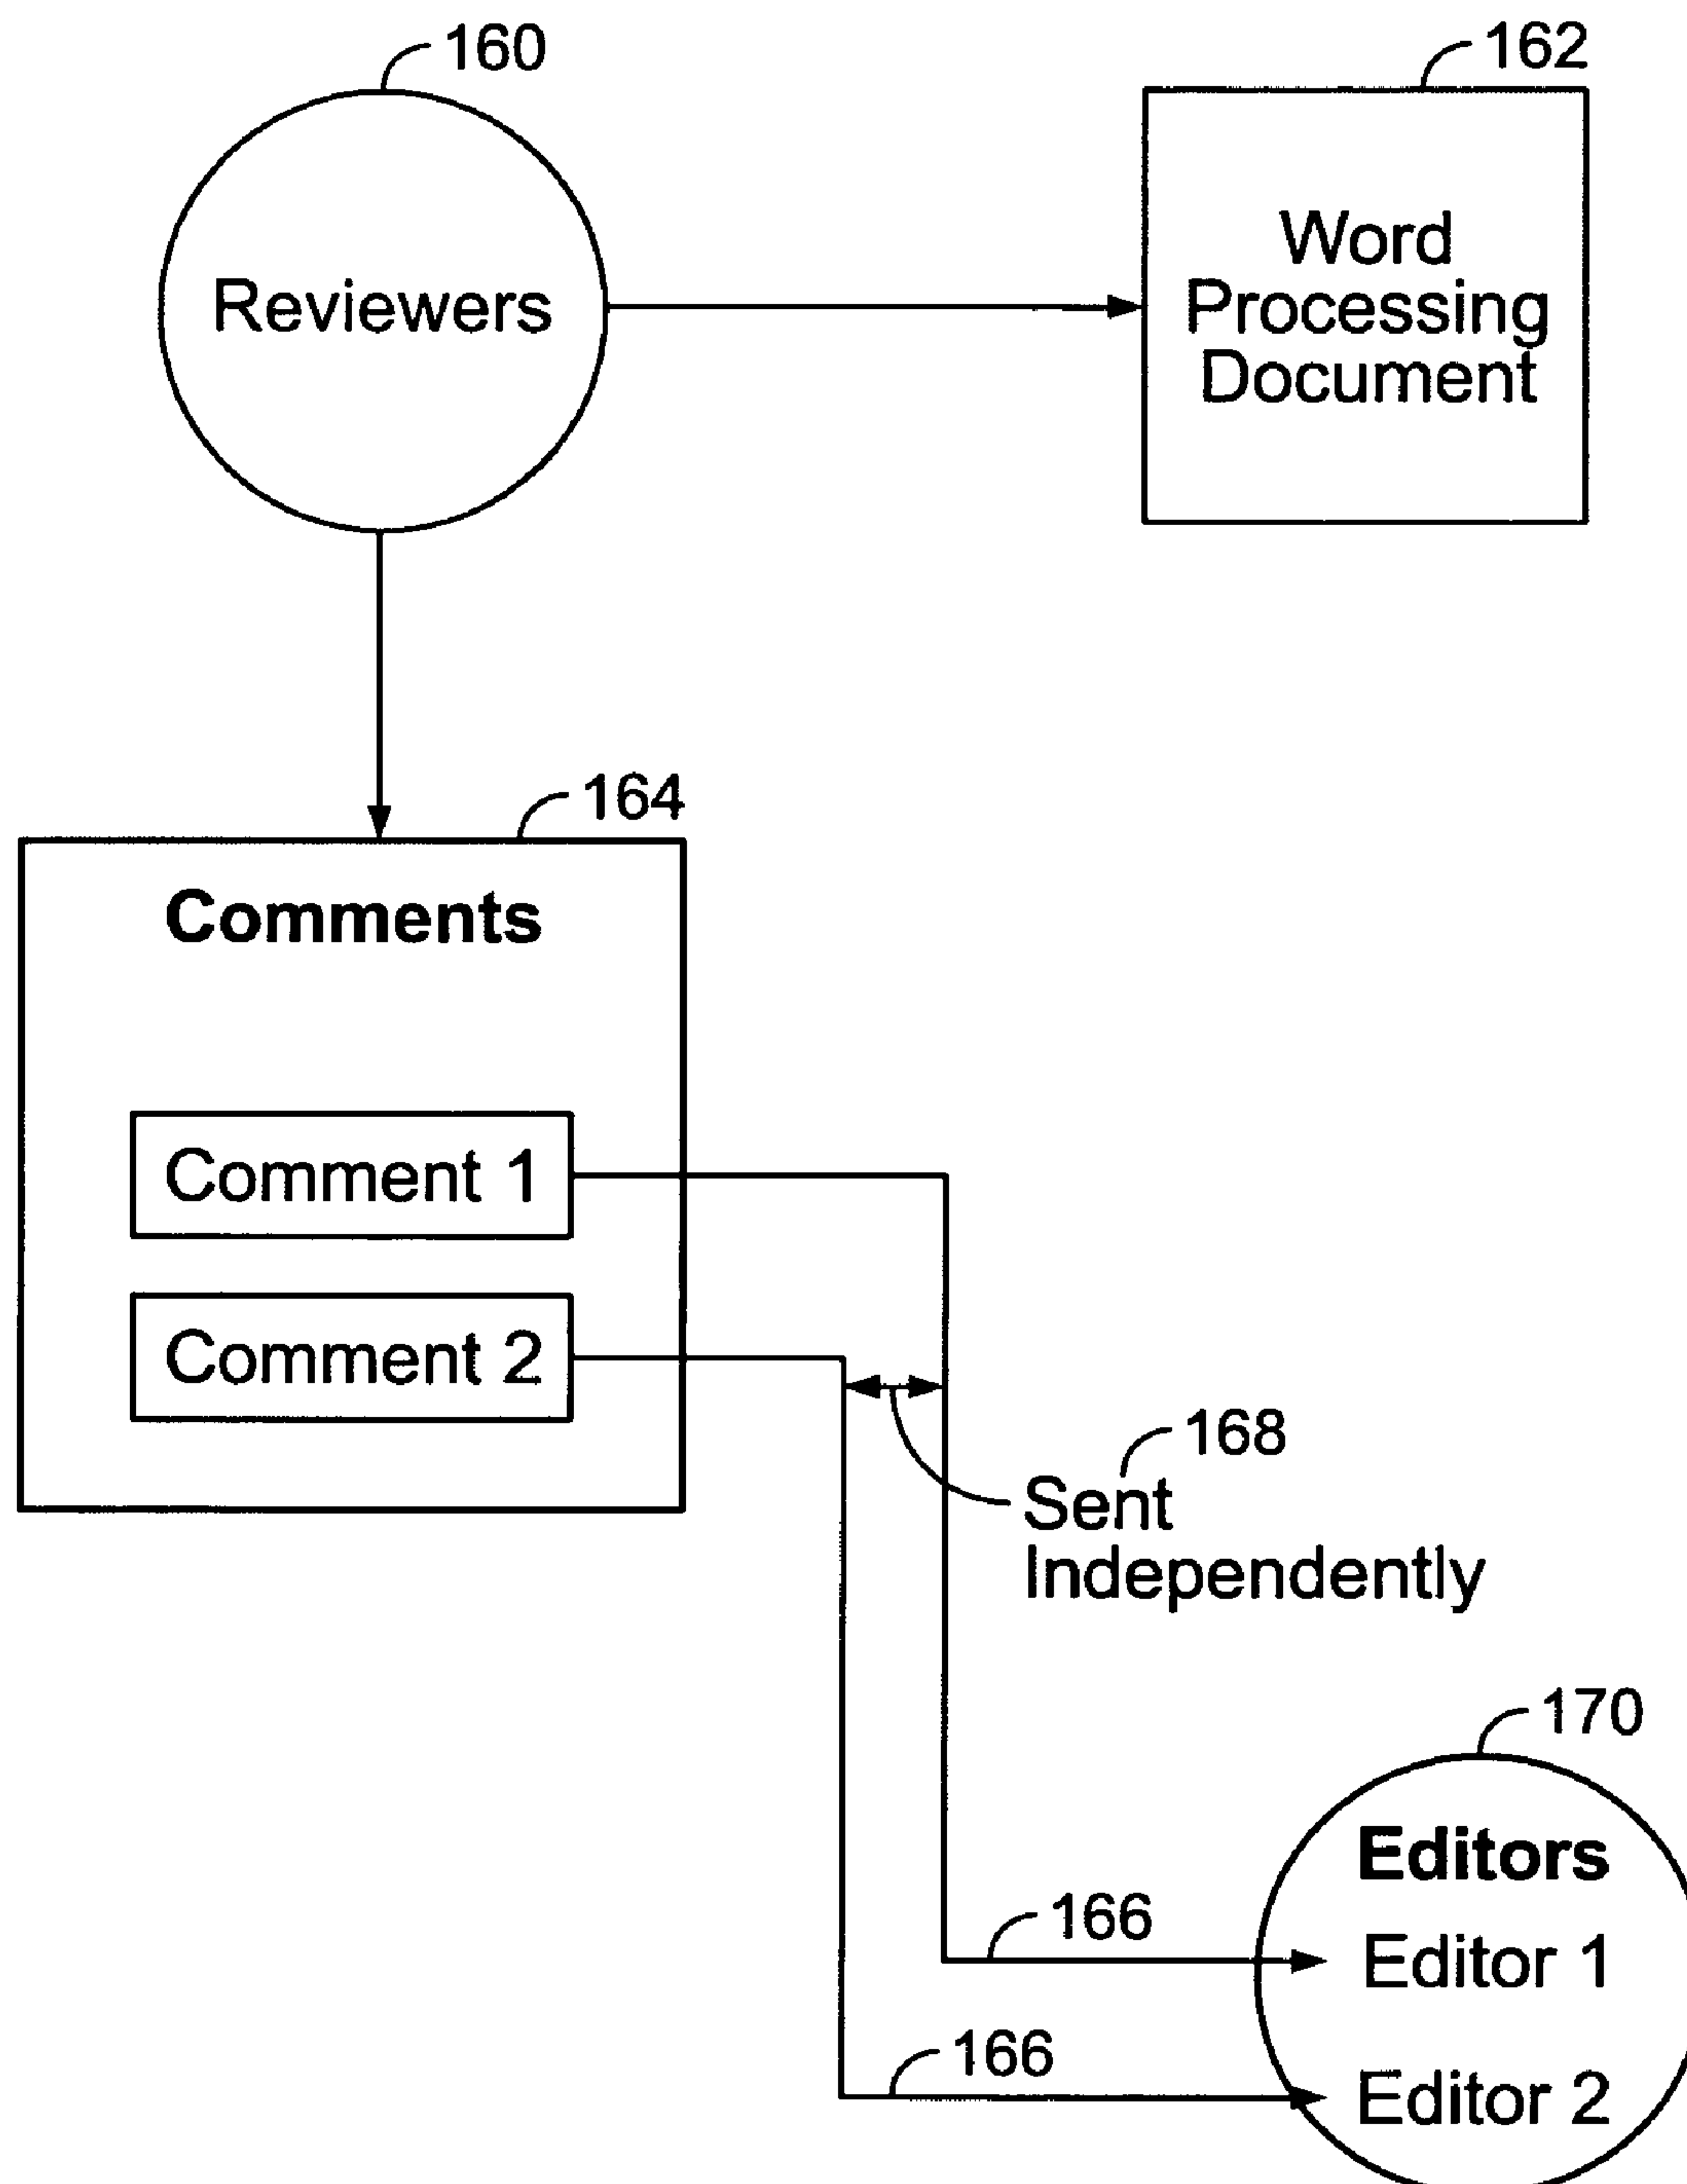 160
162
Reviewers
Word
Processing
Document
164
Comments
Comment 1
Comment 2
168
Sent
Independently
170
Editors
166
Editor 1
166
Editor 2